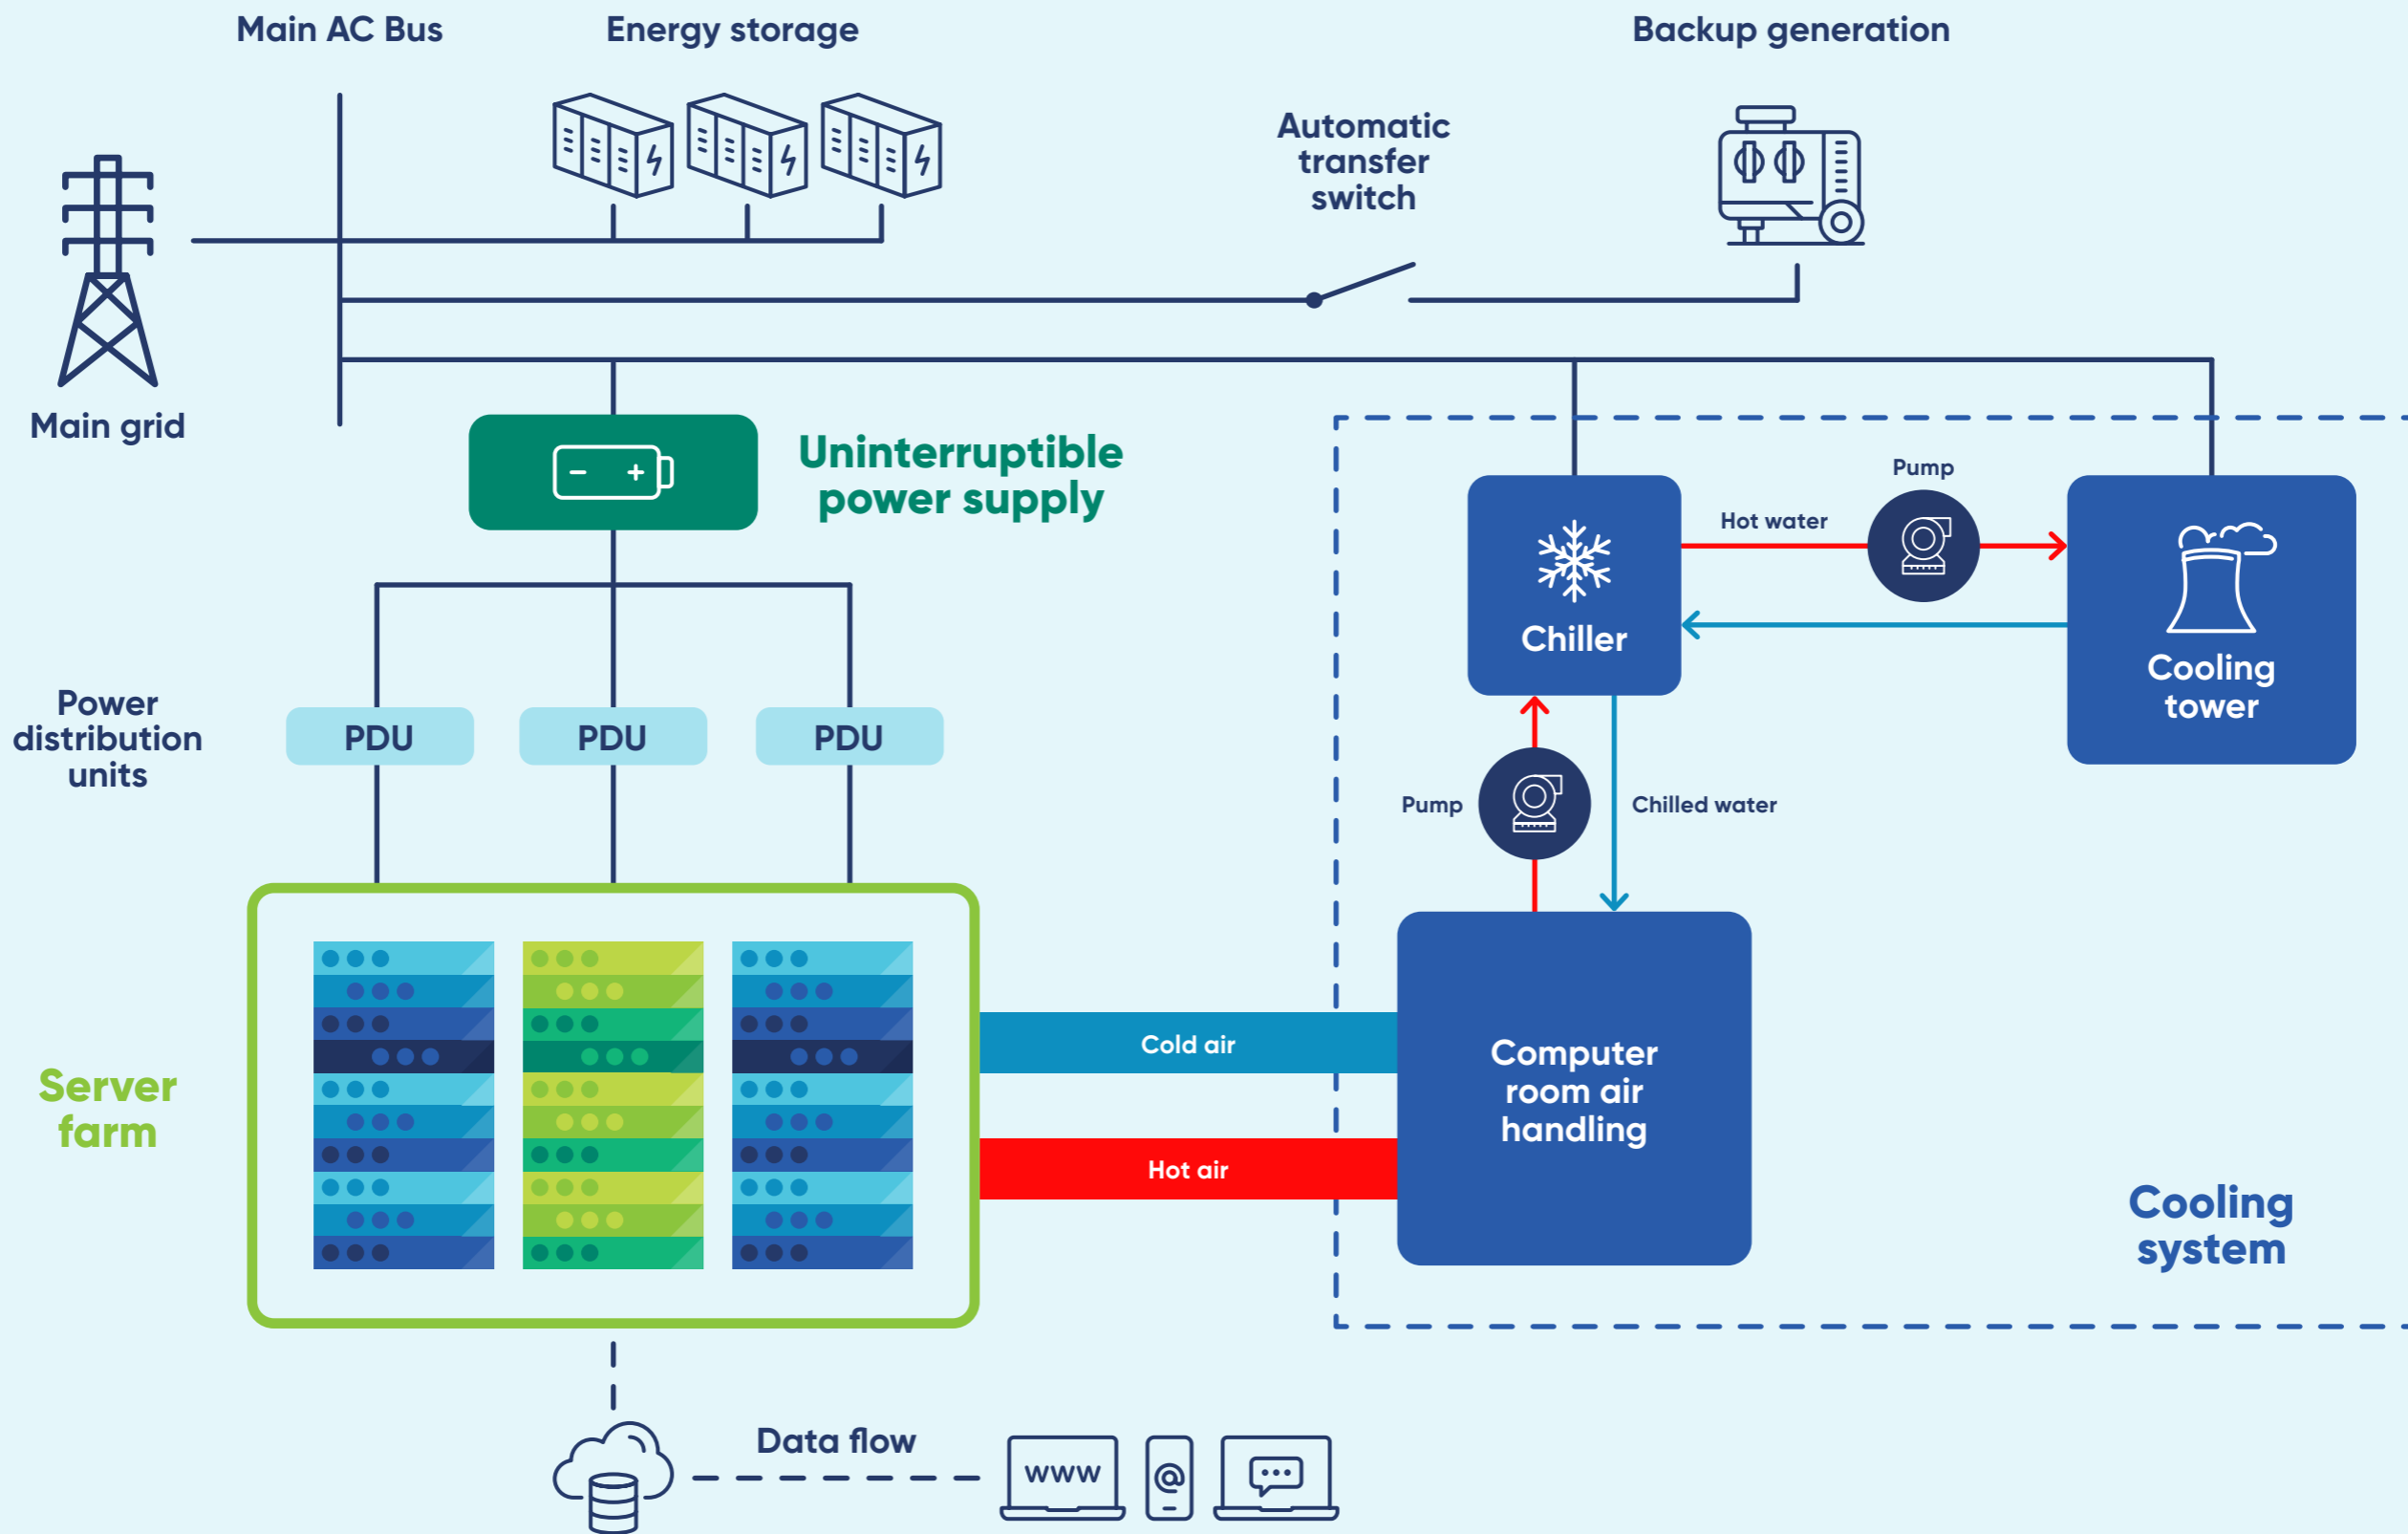 Main AC Bus
Energy storage
Backup generation
Automatic
transfer
switch
Main grid
Uninterruptible
power supply
Pump
Hot water
Chiller
Cooling
tower
Power
distribution
units
PDU
PDU
PDU
Pump
Chilled water
Server
farm
Cold air
Hot air
Computer
room air
handling
Cooling
system
Data flow
www
@